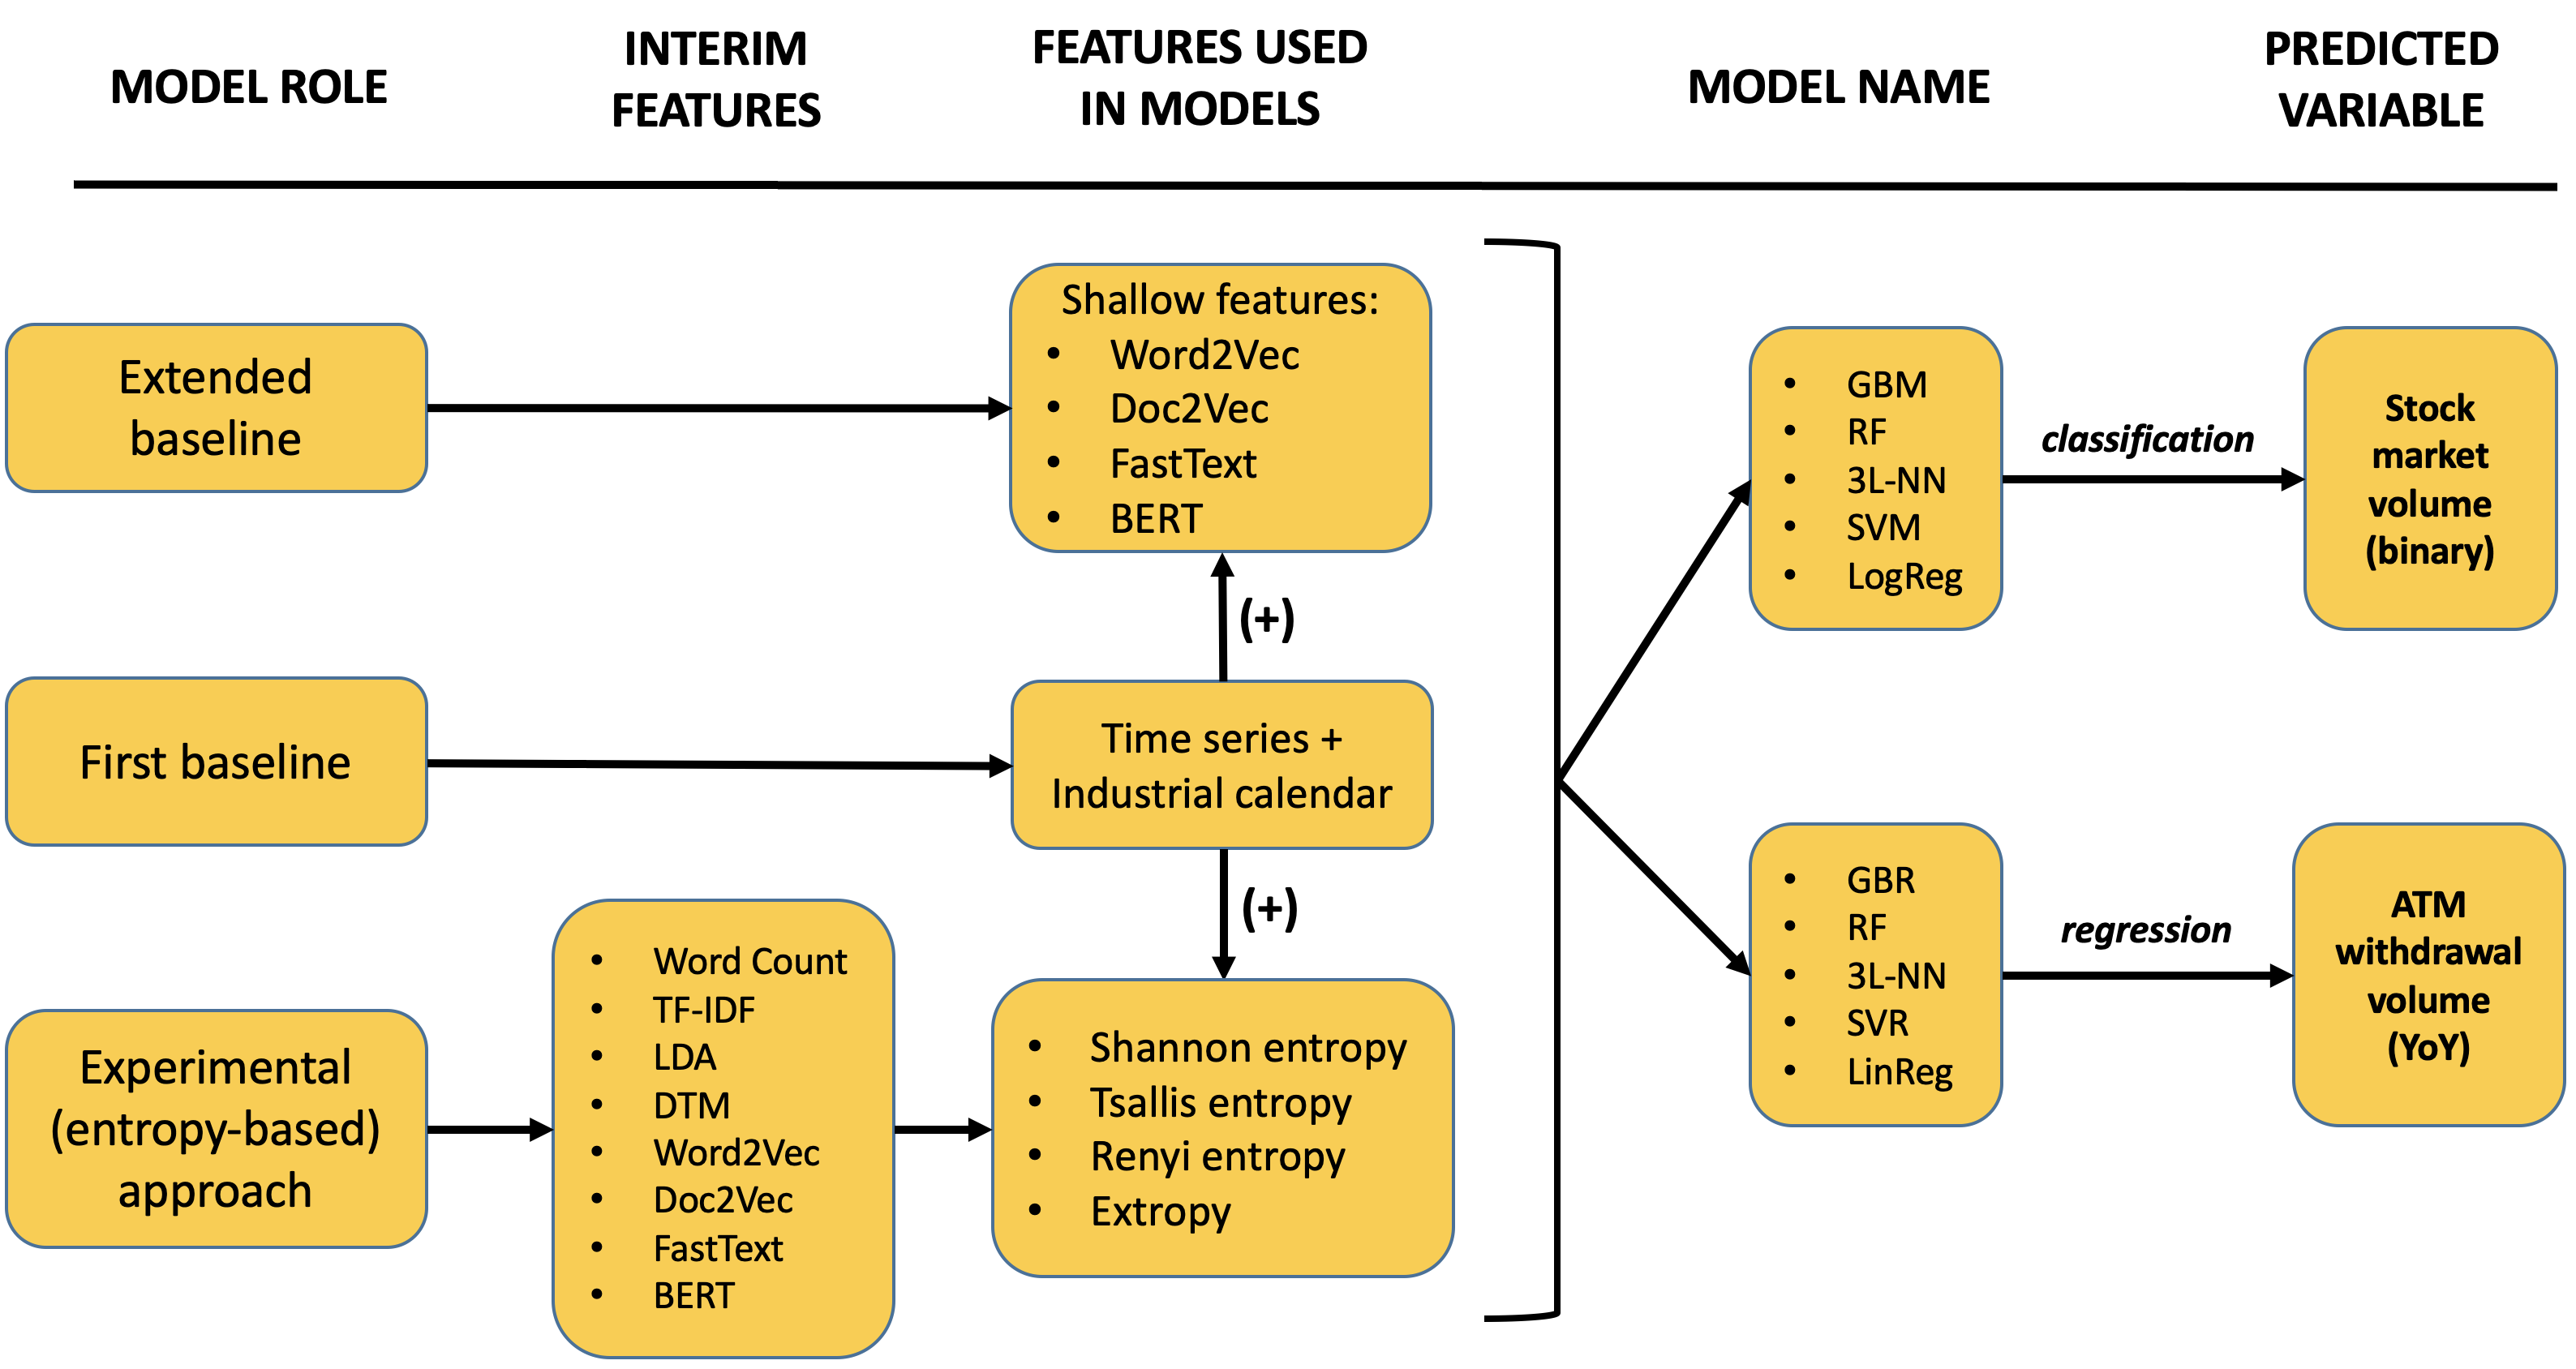 MODEL ROLE
INTERIM
FEATURES
FEATURES USED
IN MODELS
MODEL NAME
PREDICTED
VARIABLE
Extended
baseline
Shallow features:
• Word2Vec
• Doc2Vec
• FastText
• BERT
(+)
First baseline
Time series +
Industrial calendar
(+)
Experimental
(entropy-based)
approach
• Word Count
• TF-IDF
• LDA
• DTM
• Word2Vec
• Doc2Vec
• FastText
• BERT
• Shannon entropy
• Tsallis entropy
• Renyi entropy
• Extropy
• GBM
• RF
• 3L-NN
• SVM
• LogReg
classification
Stock
market
volume
(binary)
• GBR
• RF
• 3L-NN
• SVR
• LinReg
regression
ATM
withdrawal
volume
(YoY)